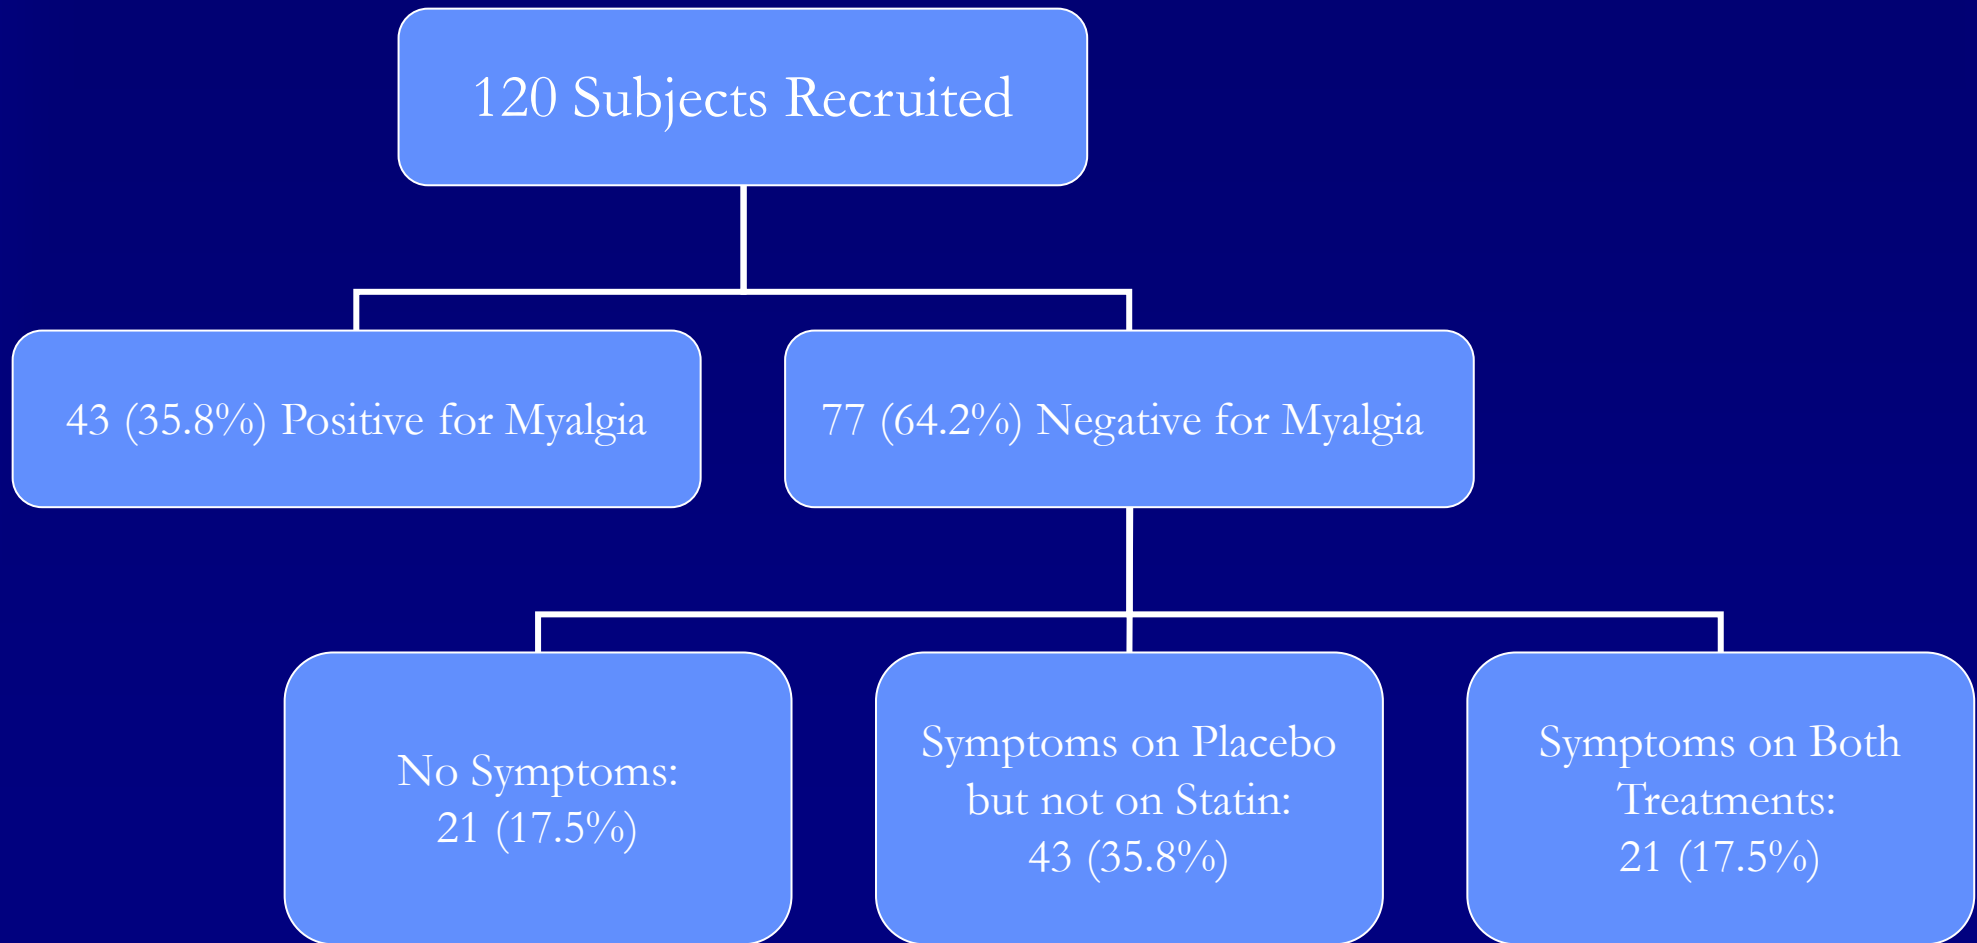 120 Subjects Recruited
43 (35.8%) Positive for Myalgia
77 (64.2%) Negative for Myalgia
No Symptoms:
21 (17.5%)
Symptoms on Placebo
but not on Statin:
43 (35.8%)
Symptoms on Both
Treatments:
21 (17.5%)